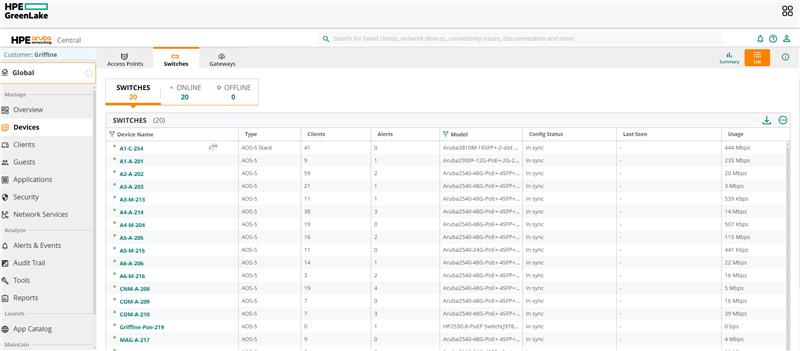 HPE
GreenLake
HPE aruba networking Central
Search for failed clients, network devices, connectivity issues, documentation and more
Customer: Griffine
Global
Manage
Overview
Devices
Clients
Guests
Applications
Security
Network Services
Analyze
Alerts & Events
Audit Trail
Tools
Reports
Launch
App Catalog
Maintain
Access Points
Switches
Gateways
Summary
List
SWITCHES
20
ONLINE
20
OFFLINE
0
SWITCHES (20)
Device Name Type Clients Alerts Model Config Status Last Seen Usage
A1-C-254 AOS-S Stack 41 0 Aruba3810M-16SFP+-2-slot ... In sync - 444 Mbps
A1-A-201 AOS-S 9 1 Aruba2930F-12G-PoE+-2G-2... In sync - 233 Mbps
A2-A-202 AOS-S 59 2 Aruba2540-48G-PoE+-4SFP+... In sync - 20 Mbps
A3-A-203 AOS-S 21 1 Aruba2540-48G-PoE+-4SFP+... In sync - 3 Mbps
A3-M-213 AOS-S 11 1 Aruba2540-48G-PoE+-4SFP+... In sync - 539 Kbps
A4-A-214 AOS-S 38 3 Aruba2540-48G-PoE+-4SFP+... In sync - 14 Mbps
A4-M-204 AOS-S 19 0 Aruba2540-48G-PoE+-4SFP+... In sync - 507 Mbps
A5-A-205 AOS-S 16 2 Aruba2540-48G-PoE+-4SFP+... In sync - 115 Mbps
A5-M-215 AOS-S 11 0 Aruba2540-24G-PoE+-4SFP+... In sync - 441 Kbps
A6-A-206 AOS-S 14 1 Aruba2540-48G-PoE+-4SFP+... In sync - 22 Mbps
A6-M-216 AOS-S 3 2 Aruba2540-48G-PoE+-4SFP+... In sync - 16 Mbps
CNM-A-208 AOS-S 19 4 Aruba2540-48G-PoE+-4SFP+... In sync - 5 Mbps
COM-A-209 AOS-S 7 0 Aruba2540-48G-PoE+-4SFP+... In sync - 16 Mbps
COM-A-210 AOS-S 7 3 Aruba2540-48G-PoE+-4SFP+... In sync - 39 Mbps
Griffine-Poe-219 AOS-S 0 1 HP2530-8-PoEP Switch(J978... In sync - 0 bps
MAG-A-217 AOS-S 9 1 Aruba2540-48G-PoE+-4SFP+... In sync - 4 Mbps